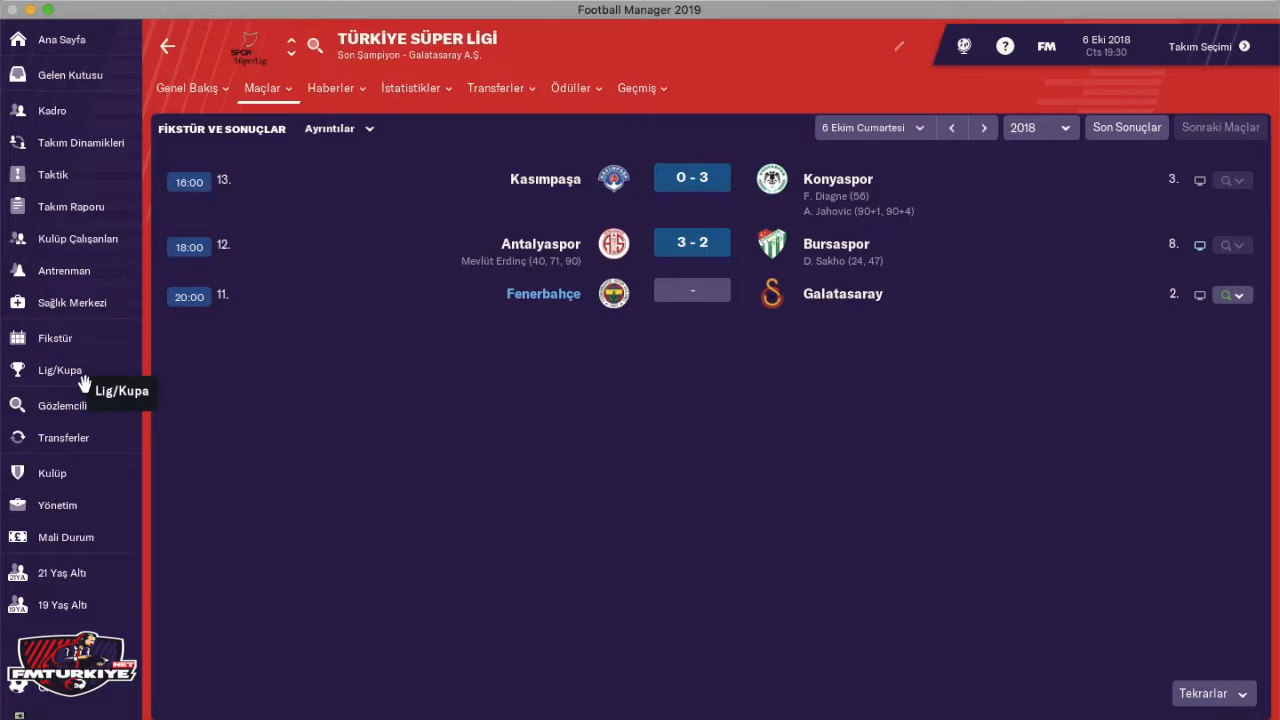 Football Manager 2019
Ana Sayfa
Gelen Kutusu
Kadro
Takım Dinamikleri
Taktik
Takım Raporu
Kulüp Çalışanları
Antrenman
Sağlık Merkezi
Fikstür
Lig/Kupa
Lig/Kupa
Gözlemcili
Transferler
Kulüp
Yönetim
Mali Durum
21YA
21 Yaş Altı
19YA
19 Yaş Altı
FMTURKIYE NET
SPOR
SüperLig
TÜRKİYE SÜPER LİGİ
Son Şampiyon - Galatasaray A.Ş.
? FM
6 Eki 2018
Cts 19:30
Takım Seçimi
Genel Bakış Maçlar Haberler İstatistikler Transferler Ödüller Geçmiş
FİKSTÜR VE SONUÇLAR Ayrıntılar 6 Ekim Cumartesi 2018 Son Sonuçlar Sonraki Maçlar
16:00 13. Kasımpaşa 0 - 3 Konyaspor 3.
F. Diagne (56)
A. Jahovic (90+1, 90+4)
18:00 12. Antalyaspor 3 - 2 Bursaspor 8.
Mevlüt Erdinç (40, 71, 90) D. Sakho (24, 47)
20:00 11. Fenerbahçe - Galatasaray 2.
Tekrarlar